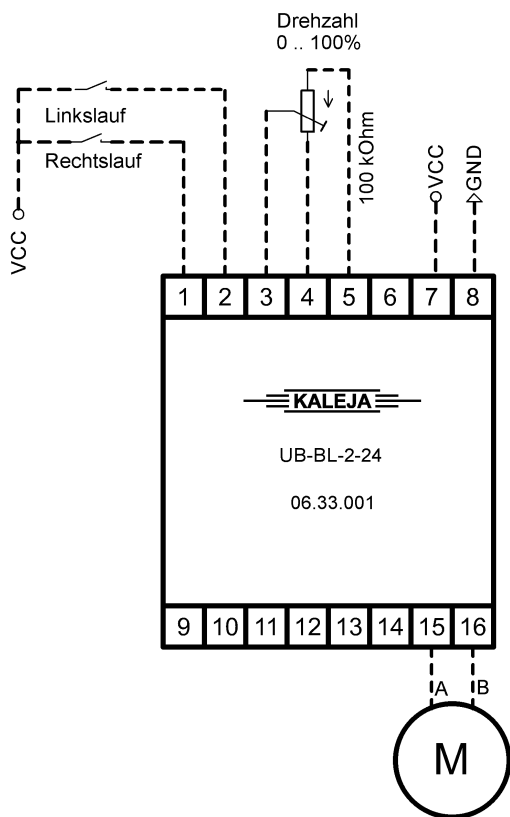 Drehzahl
0 .. 100%
Linkslauf
Rechtslauf
VCC
100 kOhm
VCC
GND
1 2 3 4 5 6 7 8
KALEJA
UB-BL-2-24
06.33.001
9 10 11 12 13 14 15 16
A B
M